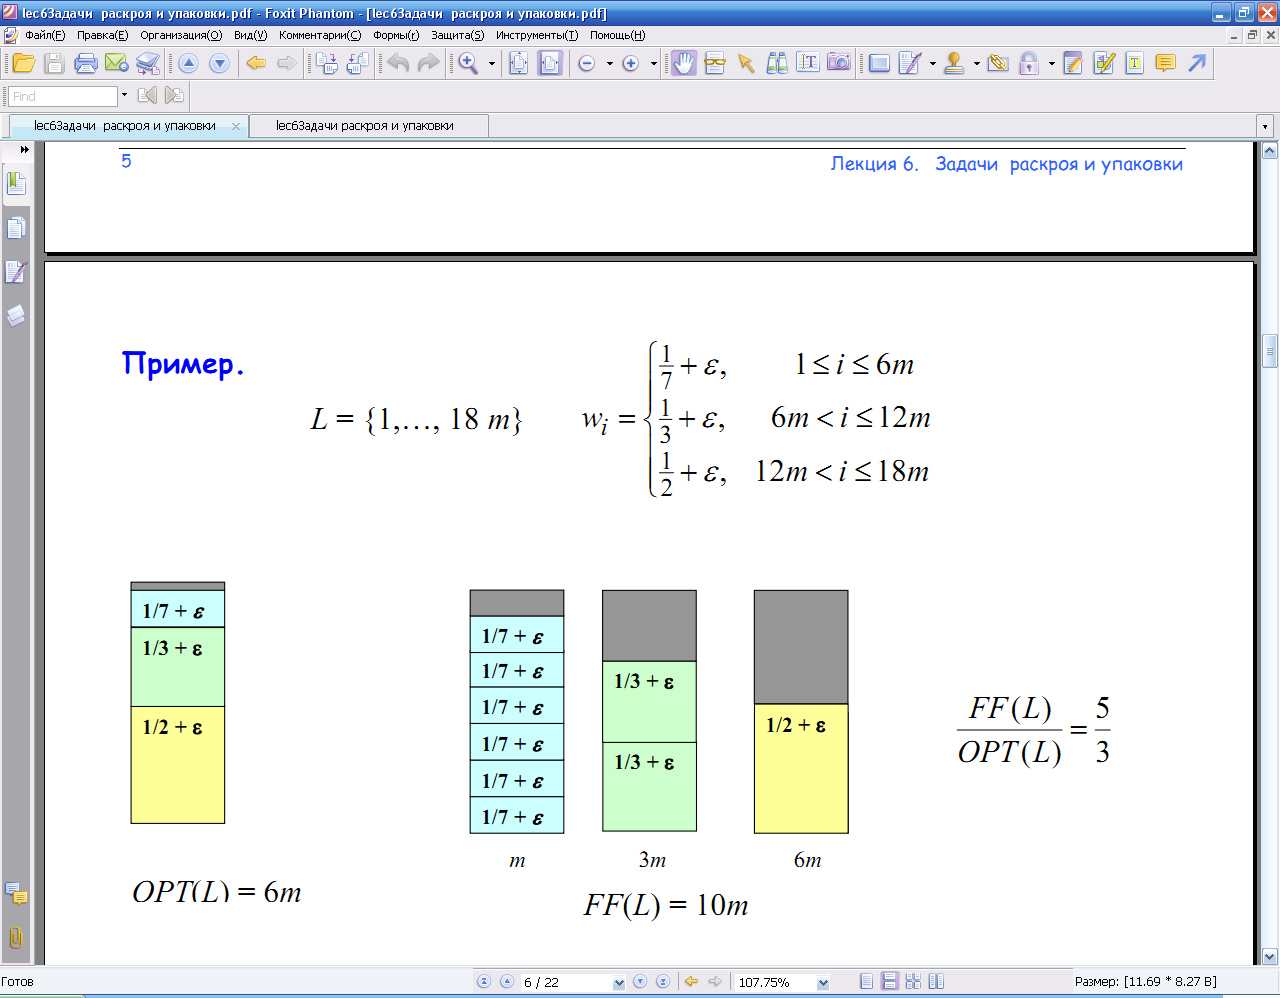 lec6Задачи раскроя и упаковки.pdf - Foxit Phantom - [lec6Задачи раскроя и упаковки.pdf]
Файл(F) Правка(E) Организация(O) Вид(V) Комментарии(C) Формы(r) Защита(S) Инструменты(T) Помощь(H)
Find
lec6Задачи раскроя и упаковки
lec6Задачи раскроя и упаковки
5 Лекция 6. Задачи раскроя и упаковки
Пример.
L = {1,…, 18 m}
w_i = { 1/7 + ε, 1 ≤ i ≤ 6m
1/3 + ε, 6m < i ≤ 12m
1/2 + ε, 12m < i ≤ 18m
1/7 + ε
1/3 + ε
1/2 + ε
OPT(L) = 6m
1/7 + ε
1/7 + ε
1/7 + ε
1/7 + ε
1/7 + ε
1/7 + ε
m
1/3 + ε
1/3 + ε
3m
1/2 + ε
6m
FF(L) = 10m
FF(L) / OPT(L) = 5/3
Готов
6 / 22
107.75%
Размер: [11.69 * 8.27 В]